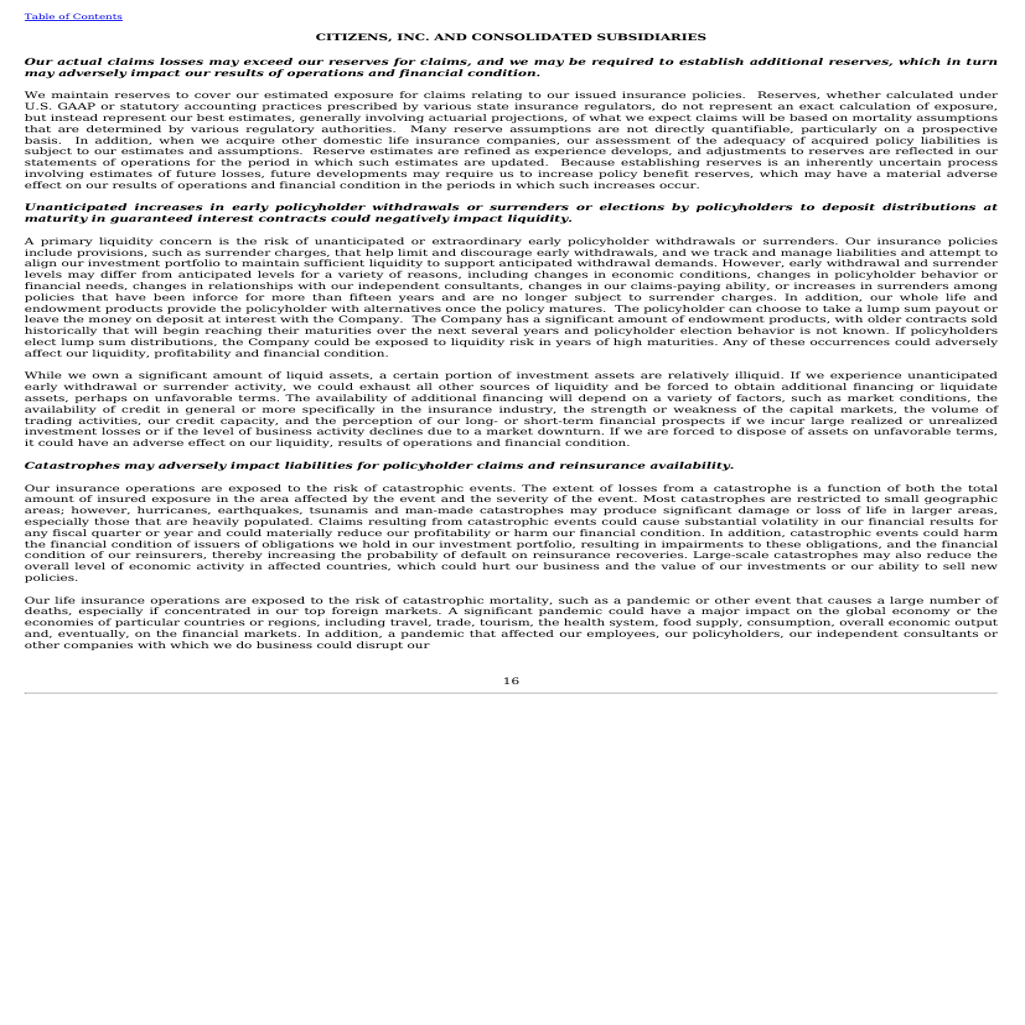 Table of Contents
CITIZENS, INC. AND CONSOLIDATED SUBSIDIARIES
Our actual claims losses may exceed our reserves for claims, and we may be required to establish additional reserves, which in turn
may adversely impact our results of operations and financial condition.
We maintain reserves to cover our estimated exposure for claims relating to our issued insurance policies.  Reserves, whether calculated under
U.S. GAAP or statutory accounting practices prescribed by various state insurance regulators, do not represent an exact calculation of exposure,
but instead represent our best estimates, generally involving actuarial projections, of what we expect claims will be based on mortality assumptions
that are determined by various regulatory authorities.  Many reserve assumptions are not directly quantifiable, particularly on a prospective
basis.  In addition, when we acquire other domestic life insurance companies, our assessment of the adequacy of acquired policy liabilities is
subject to our estimates and assumptions.  Reserve estimates are refined as experience develops, and adjustments to reserves are reflected in our
statements of operations for the period in which such estimates are updated.  Because establishing reserves is an inherently uncertain process
involving estimates of future losses, future developments may require us to increase policy benefit reserves, which may have a material adverse
effect on our results of operations and financial condition in the periods in which such increases occur.
Unanticipated increases in early policyholder withdrawals or surrenders or elections by policyholders to deposit distributions at
maturity in guaranteed interest contracts could negatively impact liquidity.
A primary liquidity concern is the risk of unanticipated or extraordinary early policyholder withdrawals or surrenders. Our insurance policies
include provisions, such as surrender charges, that help limit and discourage early withdrawals, and we track and manage liabilities and attempt to
align our investment portfolio to maintain sufficient liquidity to support anticipated withdrawal demands. However, early withdrawal and surrender
levels may differ from anticipated levels for a variety of reasons, including changes in economic conditions, changes in policyholder behavior or
financial needs, changes in relationships with our independent consultants, changes in our claims-paying ability, or increases in surrenders among
policies that have been inforce for more than fifteen years and are no longer subject to surrender charges. In addition, our whole life and
endowment products provide the policyholder with alternatives once the policy matures.  The policyholder can choose to take a lump sum payout or
leave the money on deposit at interest with the Company.  The Company has a significant amount of endowment products, with older contracts sold
historically that will begin reaching their maturities over the next several years and policyholder election behavior is not known. If policyholders
elect lump sum distributions, the Company could be exposed to liquidity risk in years of high maturities. Any of these occurrences could adversely
affect our liquidity, profitability and financial condition.
While we own a significant amount of liquid assets, a certain portion of investment assets are relatively illiquid. If we experience unanticipated
early withdrawal or surrender activity, we could exhaust all other sources of liquidity and be forced to obtain additional financing or liquidate
assets, perhaps on unfavorable terms. The availability of additional financing will depend on a variety of factors, such as market conditions, the
availability of credit in general or more specifically in the insurance industry, the strength or weakness of the capital markets, the volume of
trading activities, our credit capacity, and the perception of our long- or short-term financial prospects if we incur large realized or unrealized
investment losses or if the level of business activity declines due to a market downturn. If we are forced to dispose of assets on unfavorable terms,
it could have an adverse effect on our liquidity, results of operations and financial condition.
Catastrophes may adversely impact liabilities for policyholder claims and reinsurance availability.
Our insurance operations are exposed to the risk of catastrophic events. The extent of losses from a catastrophe is a function of both the total
amount of insured exposure in the area affected by the event and the severity of the event. Most catastrophes are restricted to small geographic
areas; however, hurricanes, earthquakes, tsunamis and man-made catastrophes may produce significant damage or loss of life in larger areas,
especially those that are heavily populated. Claims resulting from catastrophic events could cause substantial volatility in our financial results for
any fiscal quarter or year and could materially reduce our profitability or harm our financial condition. In addition, catastrophic events could harm
the financial condition of issuers of obligations we hold in our investment portfolio, resulting in impairments to these obligations, and the financial
condition of our reinsurers, thereby increasing the probability of default on reinsurance recoveries. Large-scale catastrophes may also reduce the
overall level of economic activity in affected countries, which could hurt our business and the value of our investments or our ability to sell new
policies.
Our life insurance operations are exposed to the risk of catastrophic mortality, such as a pandemic or other event that causes a large number of
deaths, especially if concentrated in our top foreign markets. A significant pandemic could have a major impact on the global economy or the
economies of particular countries or regions, including travel, trade, tourism, the health system, food supply, consumption, overall economic output
and, eventually, on the financial markets. In addition, a pandemic that affected our employees, our policyholders, our independent consultants or
other companies with which we do business could disrupt our
16